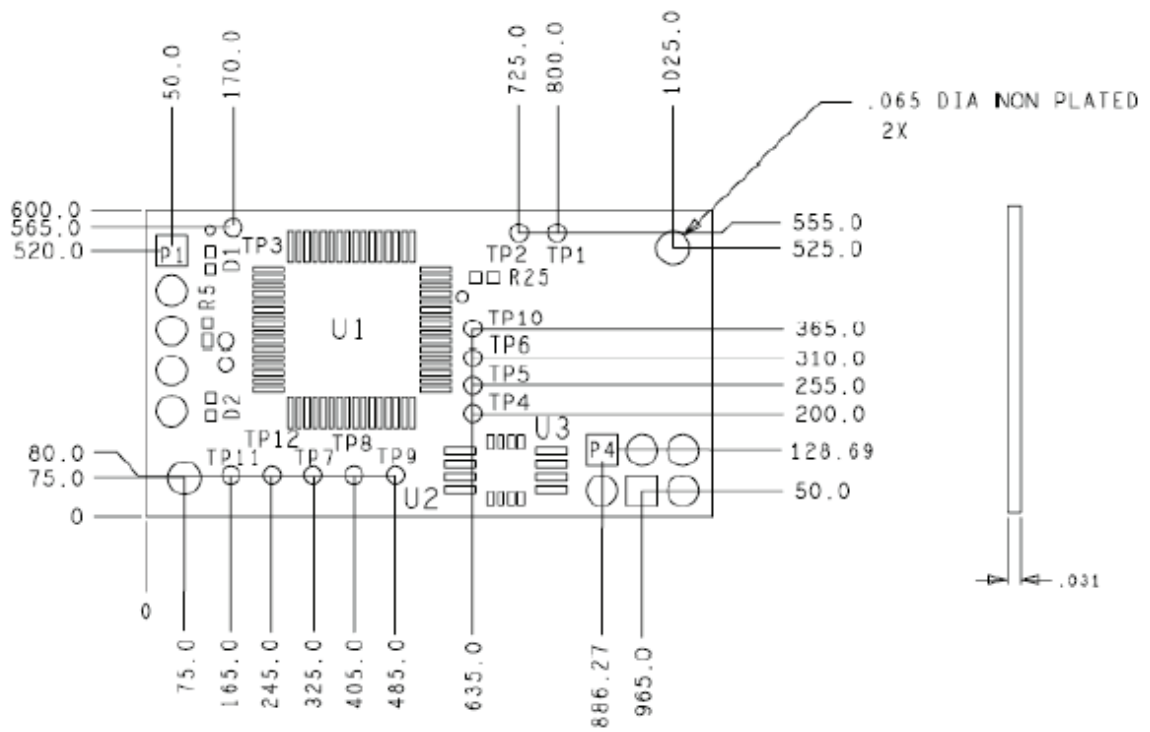 50.0
170.0
725.0
800.0
1025.0
.065 DIA NON PLATED
2X
600.0
565.0
520.0
555.0
525.0
P1
D1
TP3
TP2
TP1
R5
R25
U1
TP10
365.0
TP6
310.0
TP5
255.0
TP4
200.0
D2
U3
TP12
TP8
TP11
TP7
TP9
P4
128.69
80.0
75.0
U2
50.0
0
.031
0
75.0
165.0
245.0
325.0
405.0
485.0
635.0
886.27
965.0